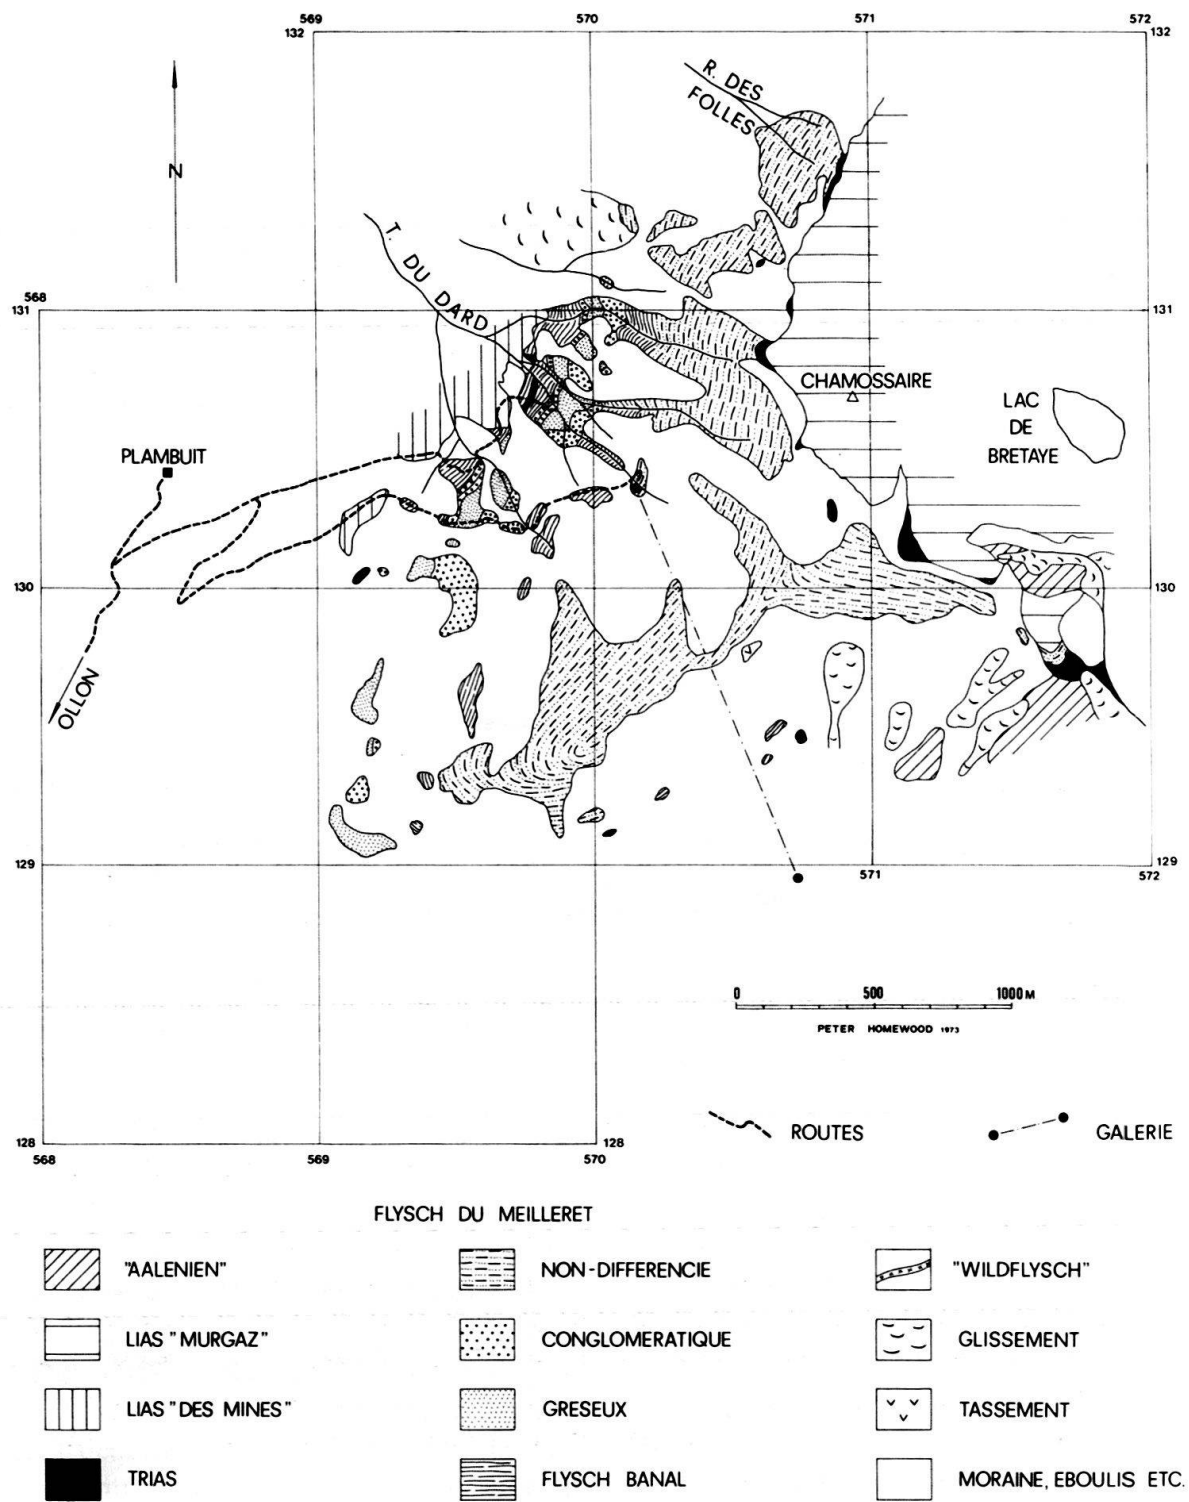 569 570 571 572
132 132
R. DES
FOLLES
N
T. DU DARD
568
131 131
CHAMOSSAIRE
LAC
DE
BRETAYE
PLAMBUIT
130 130
OLLON
129 129
571 572
0 500 1000 M
PETER HOMEWOOD 1973
128 128
568 569 570
ROUTES
GALERIE
FLYSCH DU MEILLERET
"AALENIEN"
NON-DIFFERENCIE
"WILDFLYSCH"
LIAS "MURGAZ"
CONGLOMERATIQUE
GLISSEMENT
LIAS "DES MINES"
GRESEUX
TASSEMENT
TRIAS
FLYSCH BANAL
MORAINE, EBOULIS ETC.